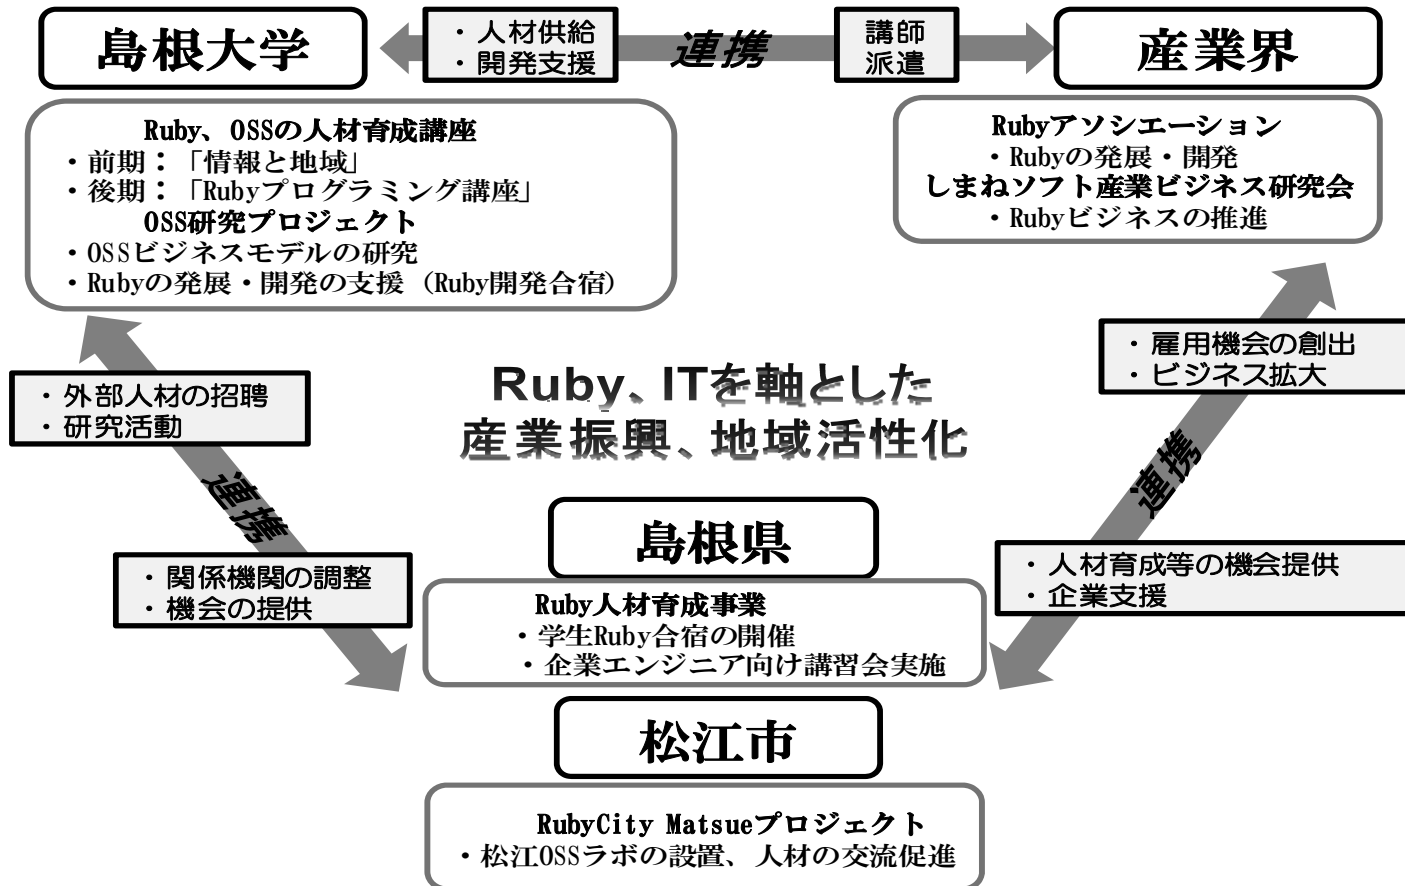 島根大学
・人材供給
・開発支援
連携
講師
派遣
産業界
Ruby、OSSの人材育成講座
・前期：「情報と地域」
・後期：「Rubyプログラミング講座」
OSS研究プロジェクト
・OSSビジネスモデルの研究
・Rubyの発展・開発の支援（Ruby開発合宿）
Rubyアソシエーション
・Rubyの発展・開発
しまねソフト産業ビジネス研究会
・Rubyビジネスの推進
・外部人材の招聘
・研究活動
連携
・関係機関の調整
・機会の提供
Ruby、ITを軸とした
産業振興、地域活性化
・雇用機会の創出
・ビジネス拡大
連携
・人材育成等の機会提供
・企業支援
島根県
Ruby人材育成事業
・学生Ruby合宿の開催
・企業エンジニア向け講習会実施
松江市
RubyCity Matsueプロジェクト
・松江OSSラボの設置、人材の交流促進